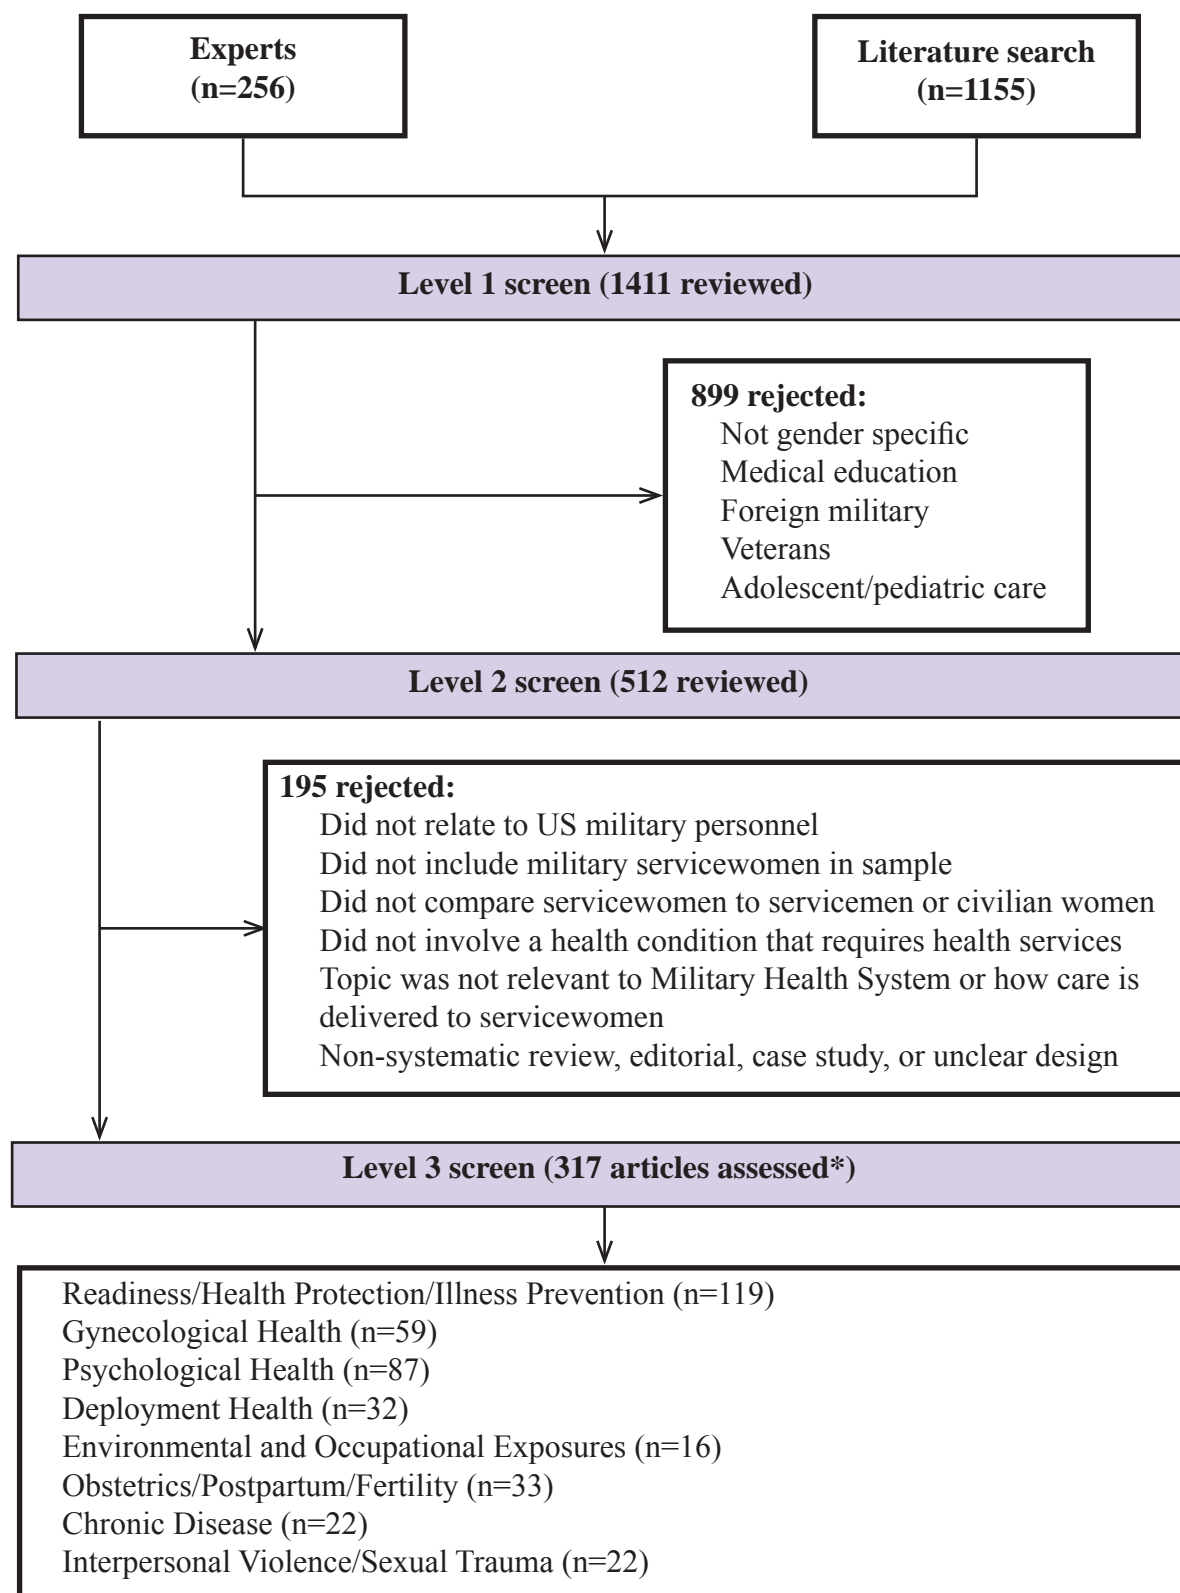 Experts
(n=256)
Literature search
(n=1155)
Level 1 screen (1411 reviewed)
899 rejected:
Not gender specific
Medical education
Foreign military
Veterans
Adolescent/pediatric care
Level 2 screen (512 reviewed)
195 rejected:
Did not relate to US military personnel
Did not include military servicewomen in sample
Did not compare servicewomen to servicemen or civilian women
Did not involve a health condition that requires health services
Topic was not relevant to Military Health System or how care is
delivered to servicewomen
Non-systematic review, editorial, case study, or unclear design
Level 3 screen (317 articles assessed*)
Readiness/Health Protection/Illness Prevention (n=119)
Gynecological Health (n=59)
Psychological Health (n=87)
Deployment Health (n=32)
Environmental and Occupational Exposures (n=16)
Obstetrics/Postpartum/Fertility (n=33)
Chronic Disease (n=22)
Interpersonal Violence/Sexual Trauma (n=22)